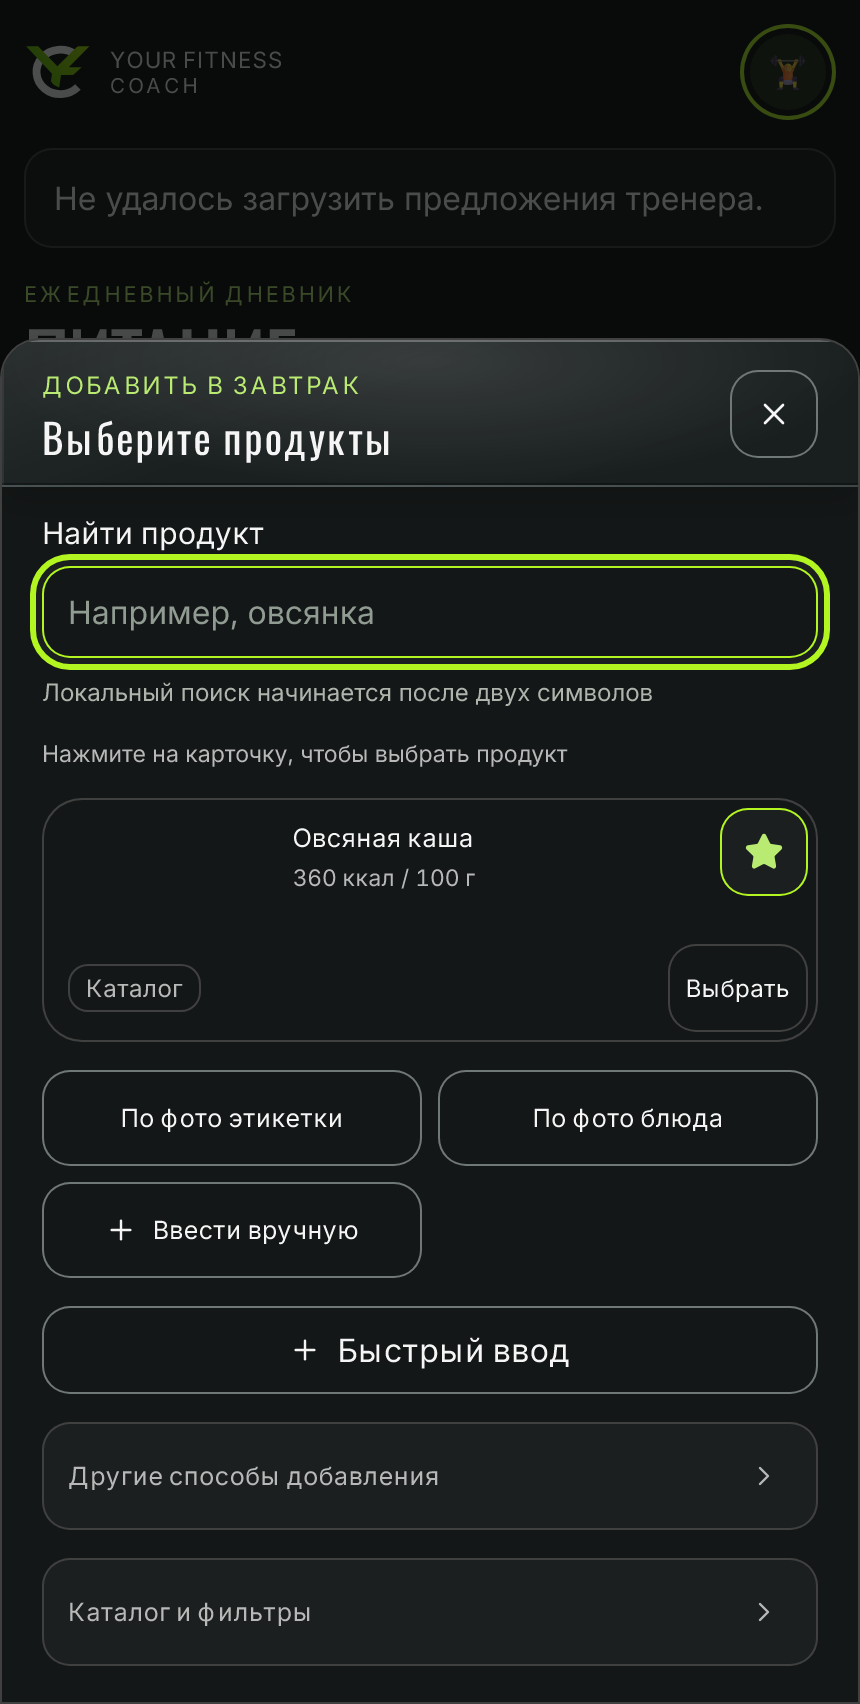 YOUR FITNESS
COACH
Не удалось загрузить предложения тренера.
ЕЖЕДНЕВНЫЙ ДНЕВНИК
ПИТАНИЕ
ДОБАВИТЬ В ЗАВТРАК
Выберите продукты
Найти продукт
Например, овсянка
Локальный поиск начинается после двух символов
Нажмите на карточку, чтобы выбрать продукт
Овсяная каша
360 ккал / 100 г
Каталог
Выбрать
По фото этикетки
По фото блюда
Ввести вручную
Быстрый ввод
Другие способы добавления
Каталог и фильтры